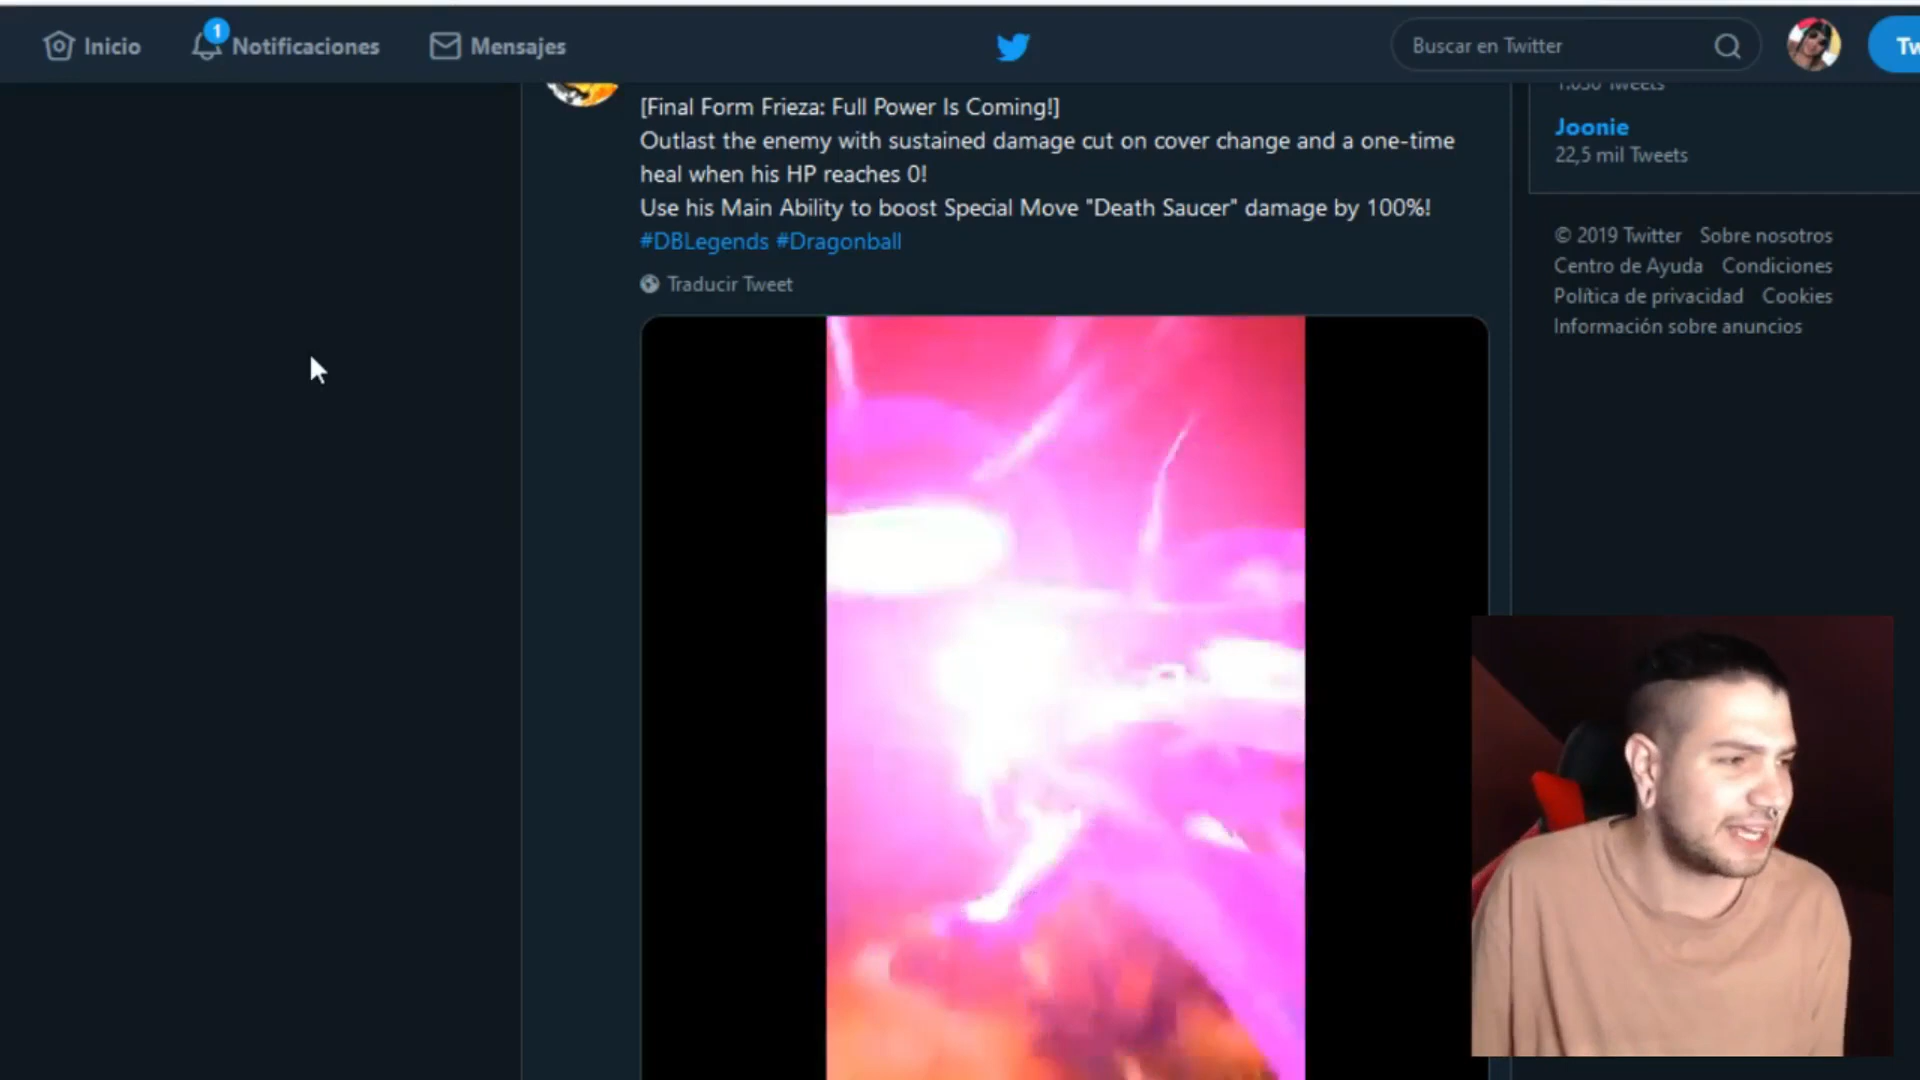 Inicio
1
Notificaciones
Mensajes
Buscar en Twitter
Tw
[Final Form Frieza: Full Power Is Coming!]
Outlast the enemy with sustained damage cut on cover change and a one-time
heal when his HP reaches 0!
Use his Main Ability to boost Special Move "Death Saucer" damage by 100%!
#DBLegends #Dragonball
Traducir Tweet
Tweets
Joonie
22,5 mil Tweets
© 2019 Twitter Sobre nosotros
Centro de Ayuda Condiciones
Política de privacidad Cookies
Información sobre anuncios